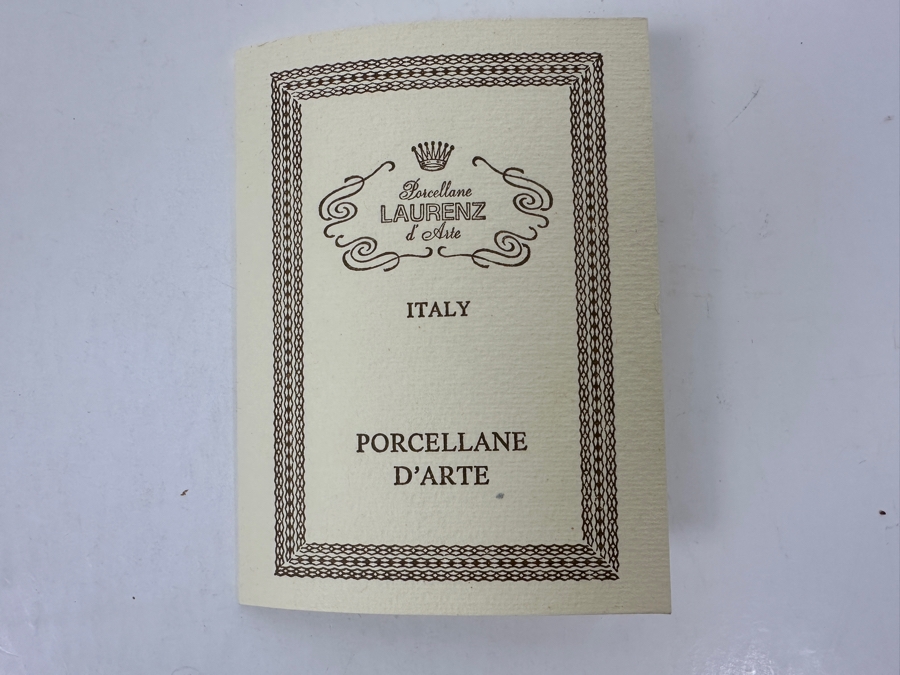 Porcellane
LAURENZ
d'Arte
ITALY
PORCELLANE
D'ARTE